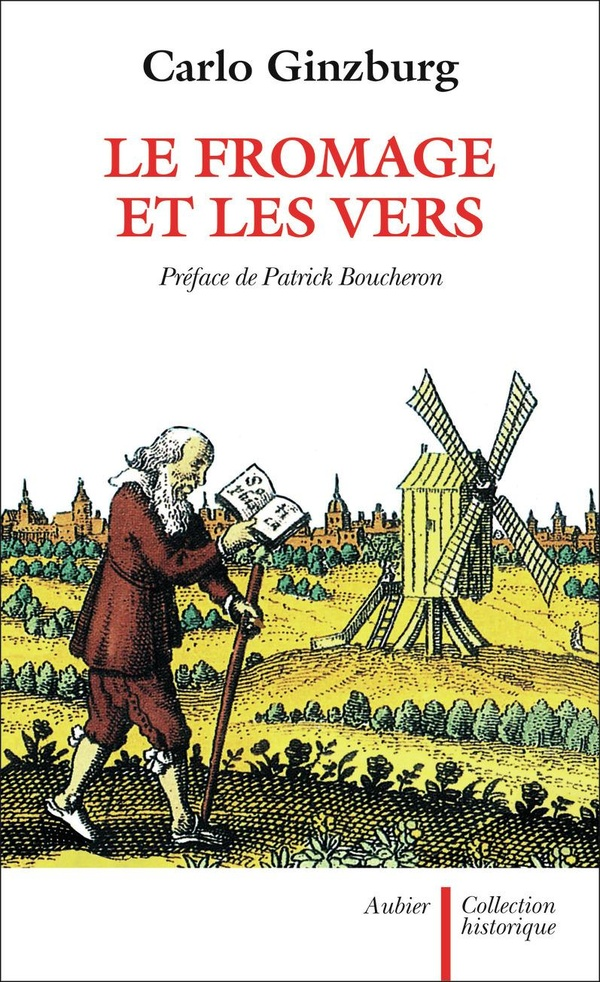 Carlo Ginzburg
LE FROMAGE
ET LES VERS
Préface de Patrick Boucheron
Aubier
Collection
historique